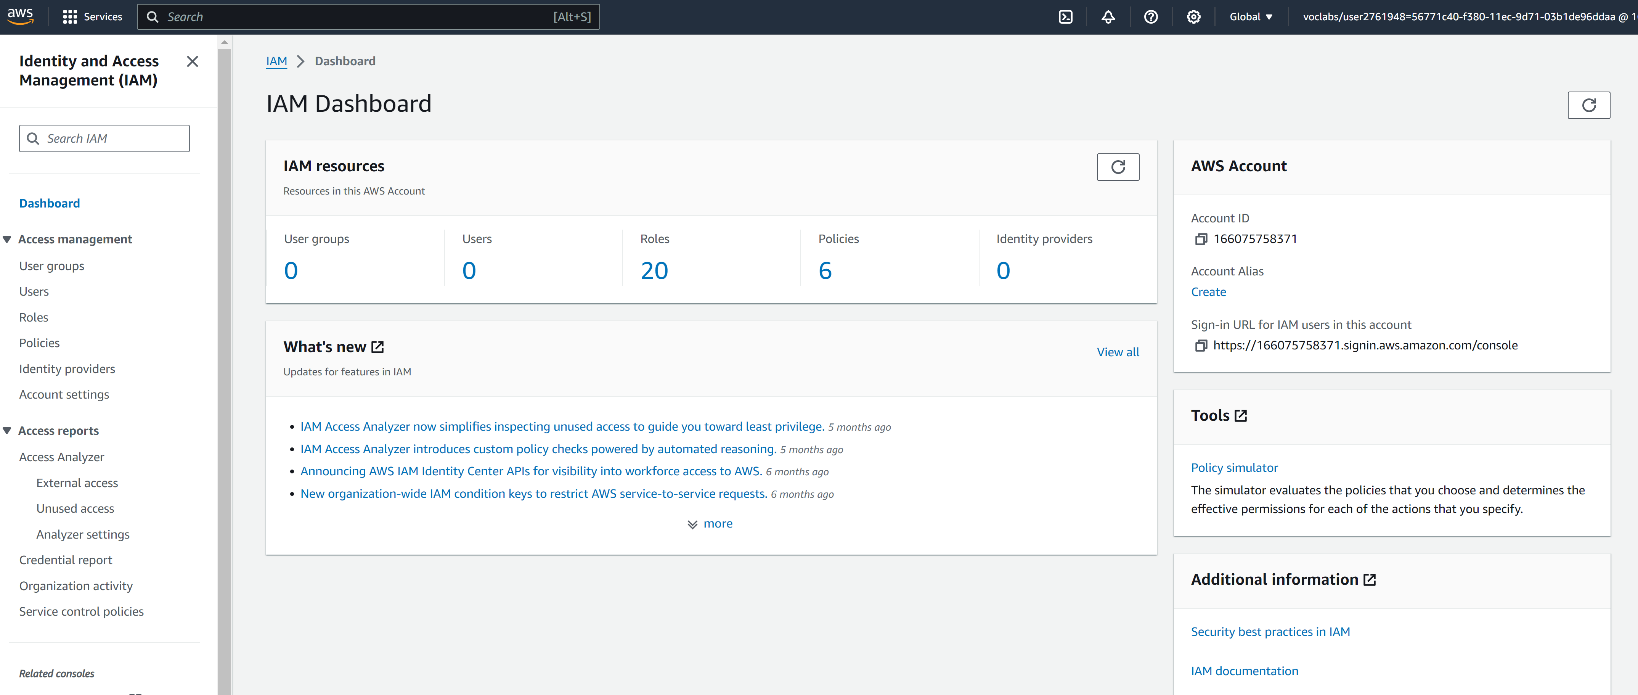 aws
Services
Search
[Alt+S]
Global
voclabs/user2761948=56771c40-f380-11ec-9d71-03b1de96ddaa @ 1
Identity and Access
Management (IAM)
Search IAM
Dashboard
Access management
User groups
Users
Roles
Policies
Identity providers
Account settings
Access reports
Access Analyzer
External access
Unused access
Analyzer settings
Credential report
Organization activity
Service control policies
Related consoles
IAM
Dashboard
IAM Dashboard
IAM resources
Resources in this AWS Account
User groups
0
Users
0
Roles
20
Policies
6
Identity providers
0
What's new
View all
Updates for features in IAM
IAM Access Analyzer now simplifies inspecting unused access to guide you toward least privilege. 5 months ago
IAM Access Analyzer introduces custom policy checks powered by automated reasoning. 5 months ago
Announcing AWS IAM Identity Center APIs for visibility into workforce access to AWS. 6 months ago
New organization-wide IAM condition keys to restrict AWS service-to-service requests. 6 months ago
more
AWS Account
Account ID
166075758371
Account Alias
Create
Sign-in URL for IAM users in this account
https://166075758371.signin.aws.amazon.com/console
Tools
Policy simulator
The simulator evaluates the policies that you choose and determines the
effective permissions for each of the actions that you specify.
Additional information
Security best practices in IAM
IAM documentation